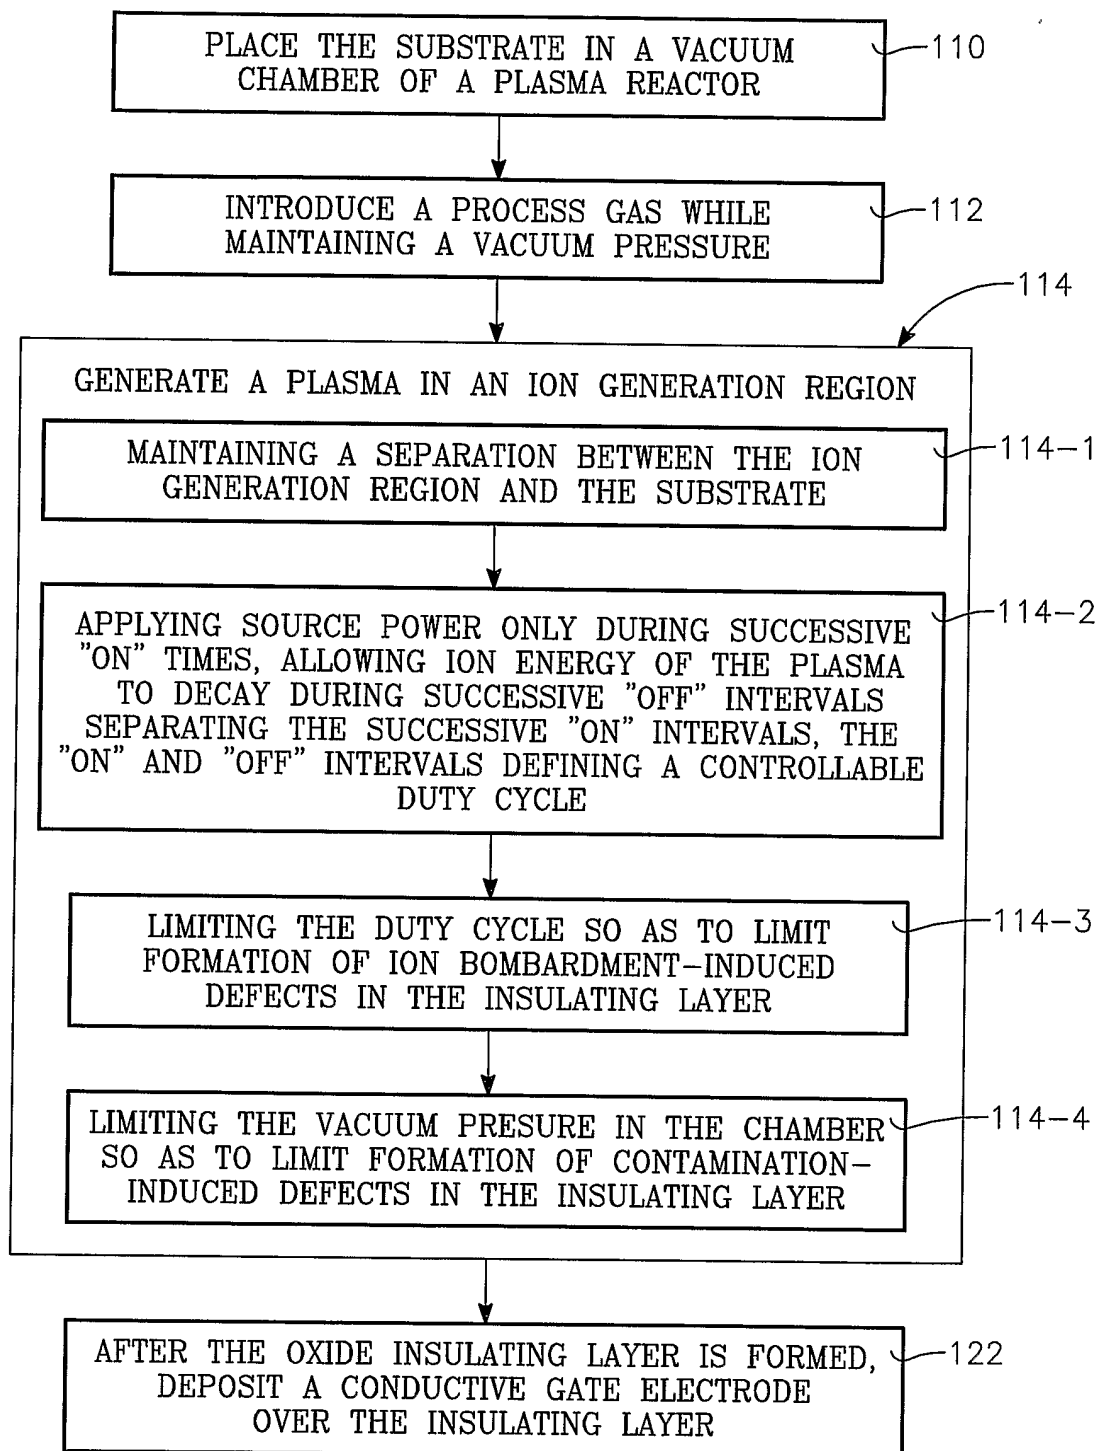 PLACE THE SUBSTRATE IN A VACUUM
CHAMBER OF A PLASMA REACTOR
110
INTRODUCE A PROCESS GAS WHILE
MAINTAINING A VACUUM PRESSURE
112
114
GENERATE A PLASMA IN AN ION GENERATION REGION
MAINTAINING A SEPARATION BETWEEN THE ION
GENERATION REGION AND THE SUBSTRATE
114-1
APPLYING SOURCE POWER ONLY DURING SUCCESSIVE
"ON" TIMES, ALLOWING ION ENERGY OF THE PLASMA
TO DECAY DURING SUCCESSIVE "OFF" INTERVALS
SEPARATING THE SUCCESSIVE "ON" INTERVALS, THE
"ON" AND "OFF" INTERVALS DEFINING A CONTROLLABLE
DUTY CYCLE
114-2
LIMITING THE DUTY CYCLE SO AS TO LIMIT
FORMATION OF ION BOMBARDMENT-INDUCED
DEFECTS IN THE INSULATING LAYER
114-3
LIMITING THE VACUUM PRESURE IN THE CHAMBER
SO AS TO LIMIT FORMATION OF CONTAMINATION-
INDUCED DEFECTS IN THE INSULATING LAYER
114-4
AFTER THE OXIDE INSULATING LAYER IS FORMED,
DEPOSIT A CONDUCTIVE GATE ELECTRODE
OVER THE INSULATING LAYER
122